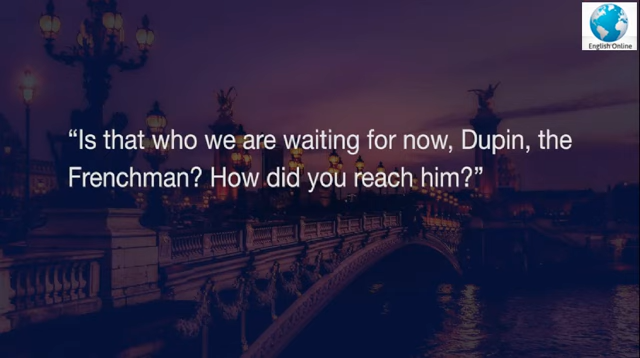 English Online
“Is that who we are waiting for now, Dupin, the
Frenchman? How did you reach him?”